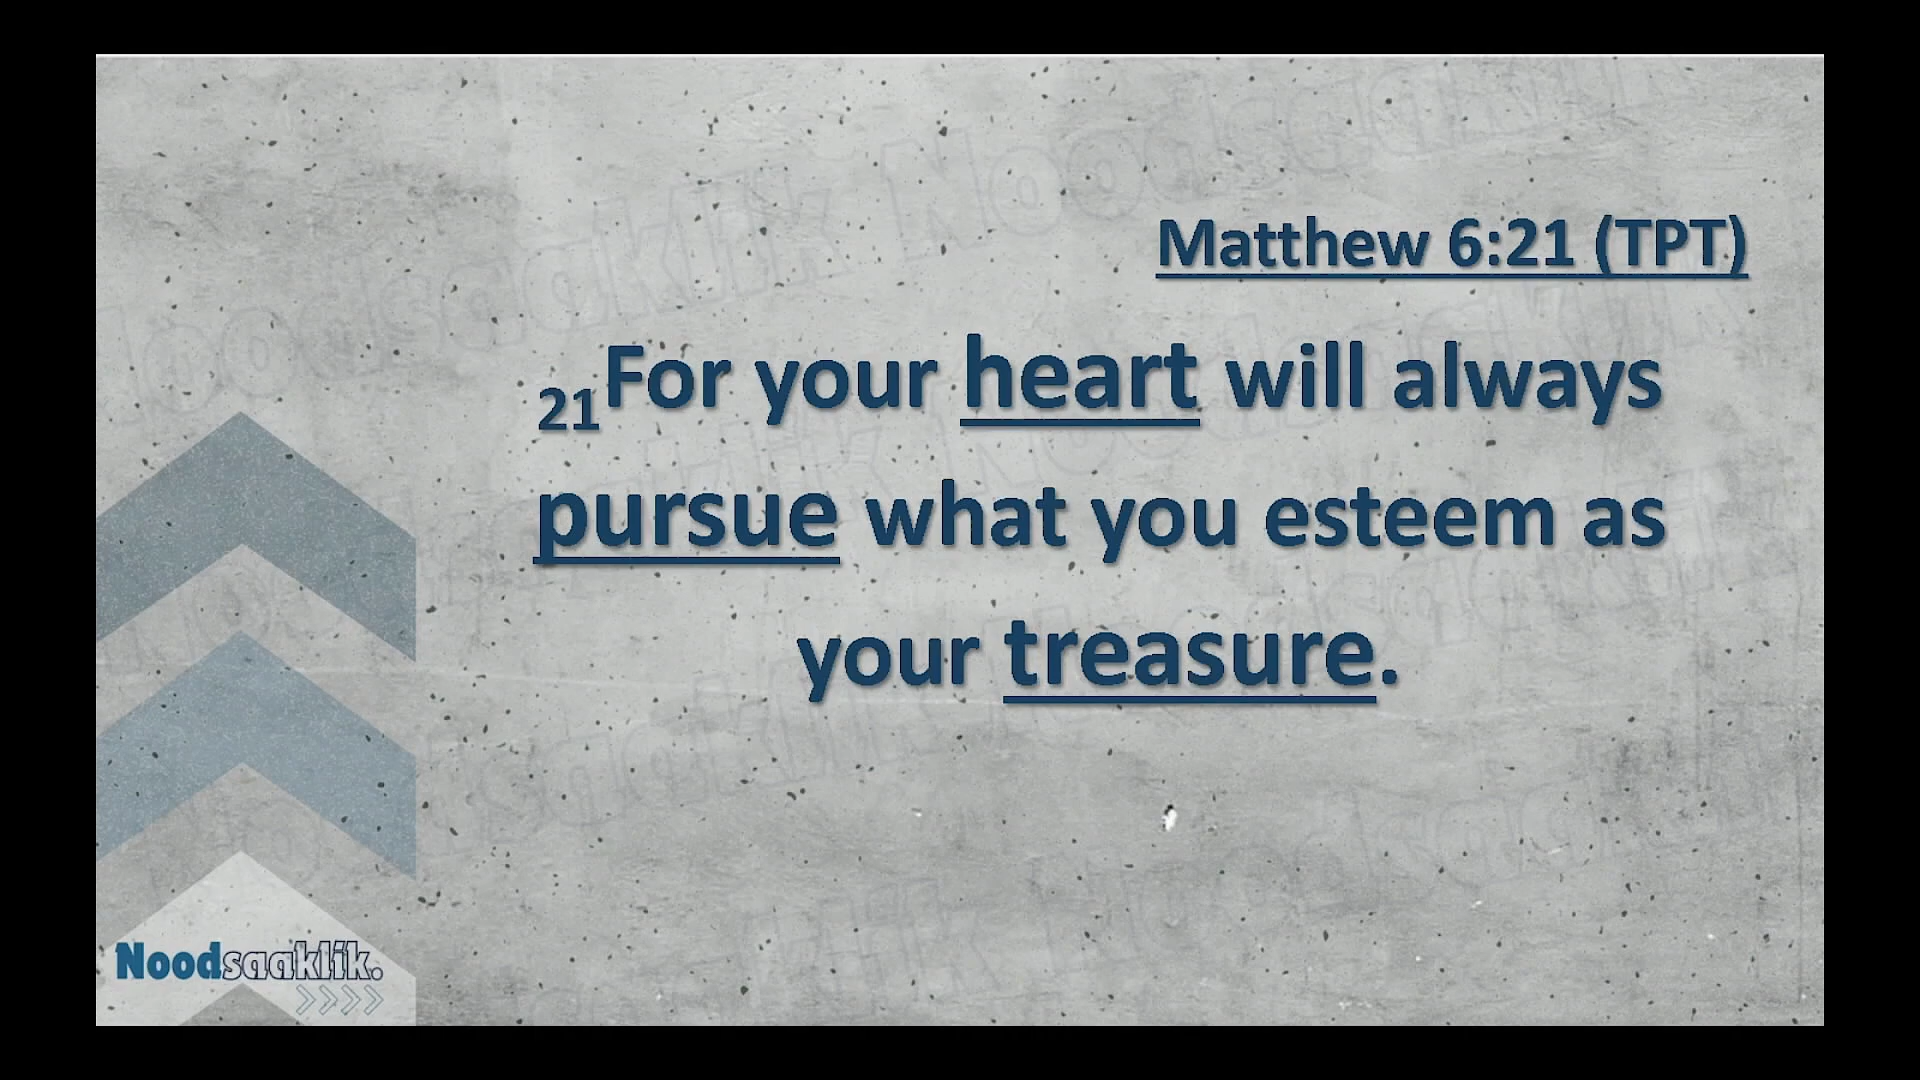 Matthew 6:21 (TPT)
21For your heart will always
pursue what you esteem as
your treasure.
Noodsaaklik.